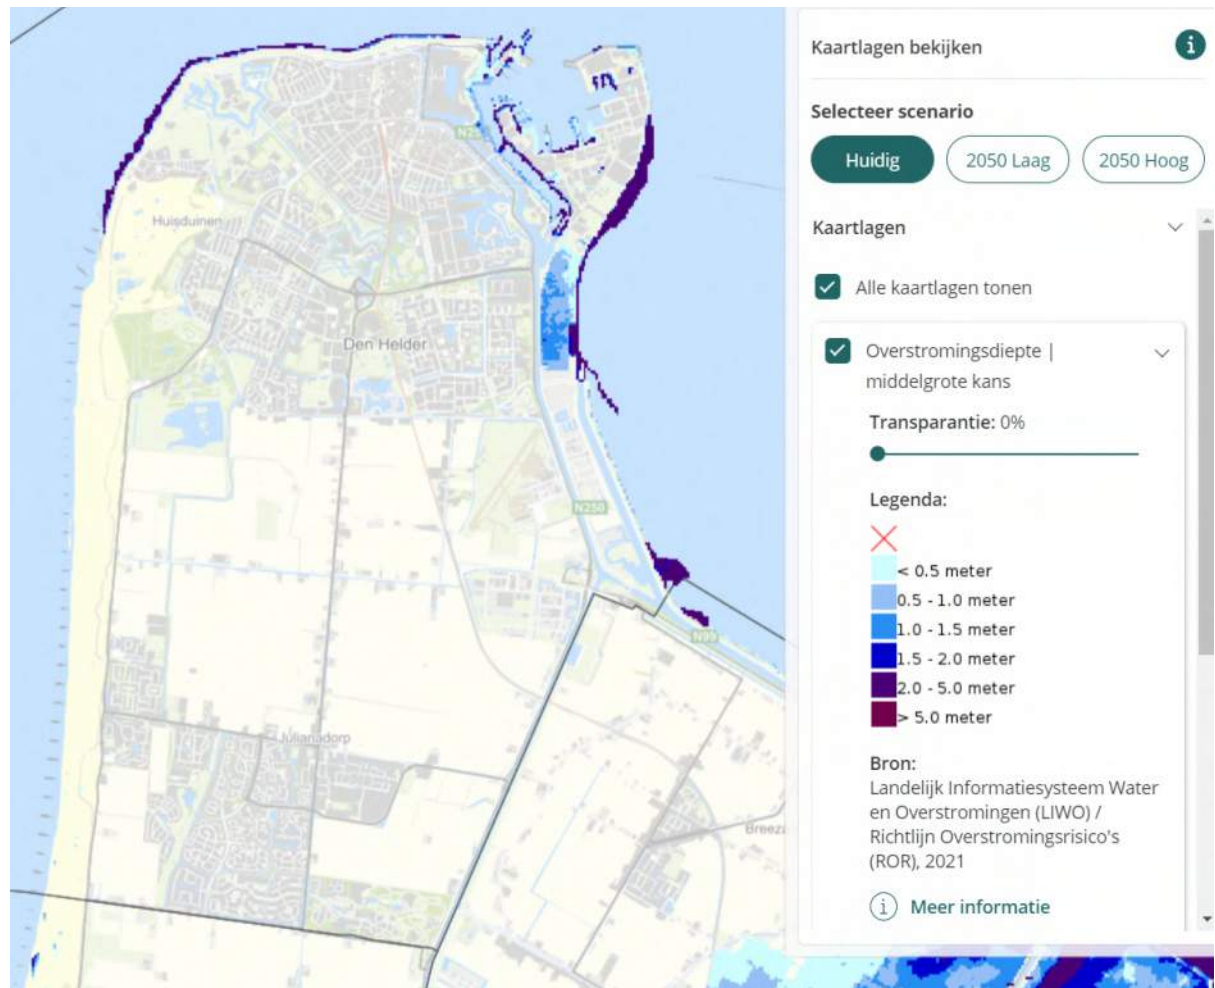 Kaartlagen bekijken
Selecteer scenario
Huidig
2050 Laag
2050 Hoog
Kaartlagen
Alle kaartlagen tonen
Overstromingsdiepte |
middelgrote kans
Transparantie: 0%
Legenda:
< 0.5 meter
0.5 - 1.0 meter
1.0 - 1.5 meter
1.5 - 2.0 meter
2.0 - 5.0 meter
> 5.0 meter
Bron:
Landelijk Informatiesysteem Water
en Overstromingen (LIWO) /
Richtlijn Overstromingsrisico's
(ROR), 2021
Meer informatie
Huisduinen
Den Helder
N250
N99
Julianadorp
Breeza